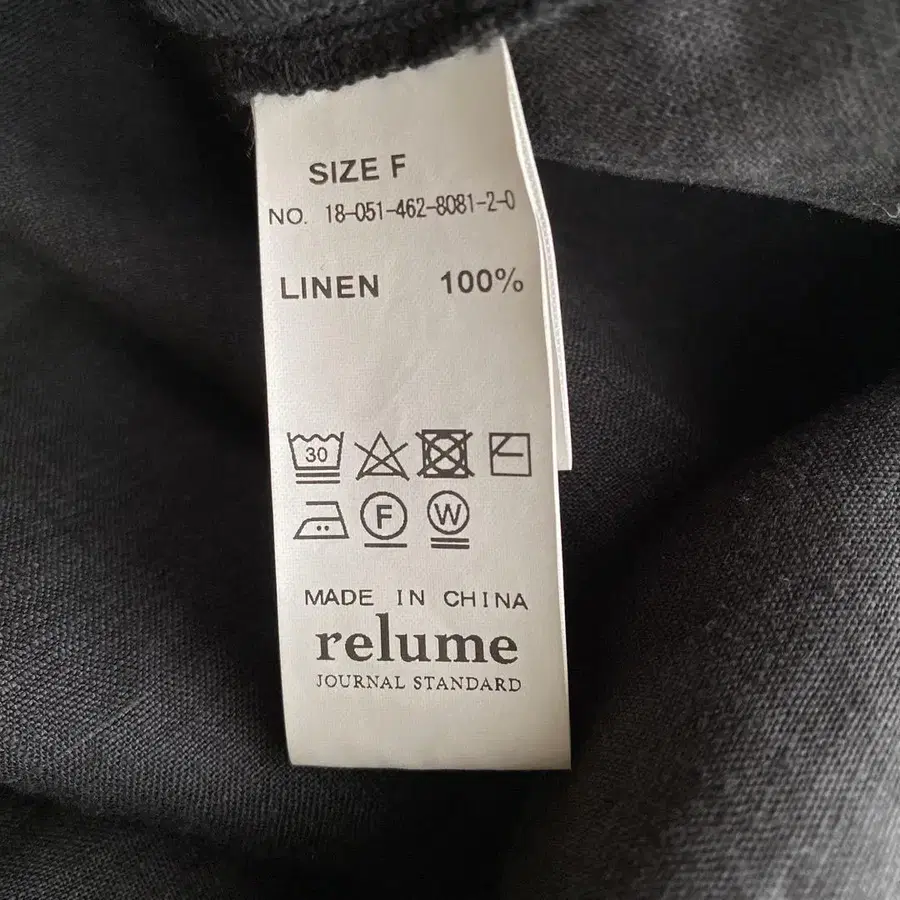 SIZE F
NO. 18-051-462-8081-2-0
LINEN 100%
30
F W
MADE IN CHINA
relume
JOURNAL STANDARD